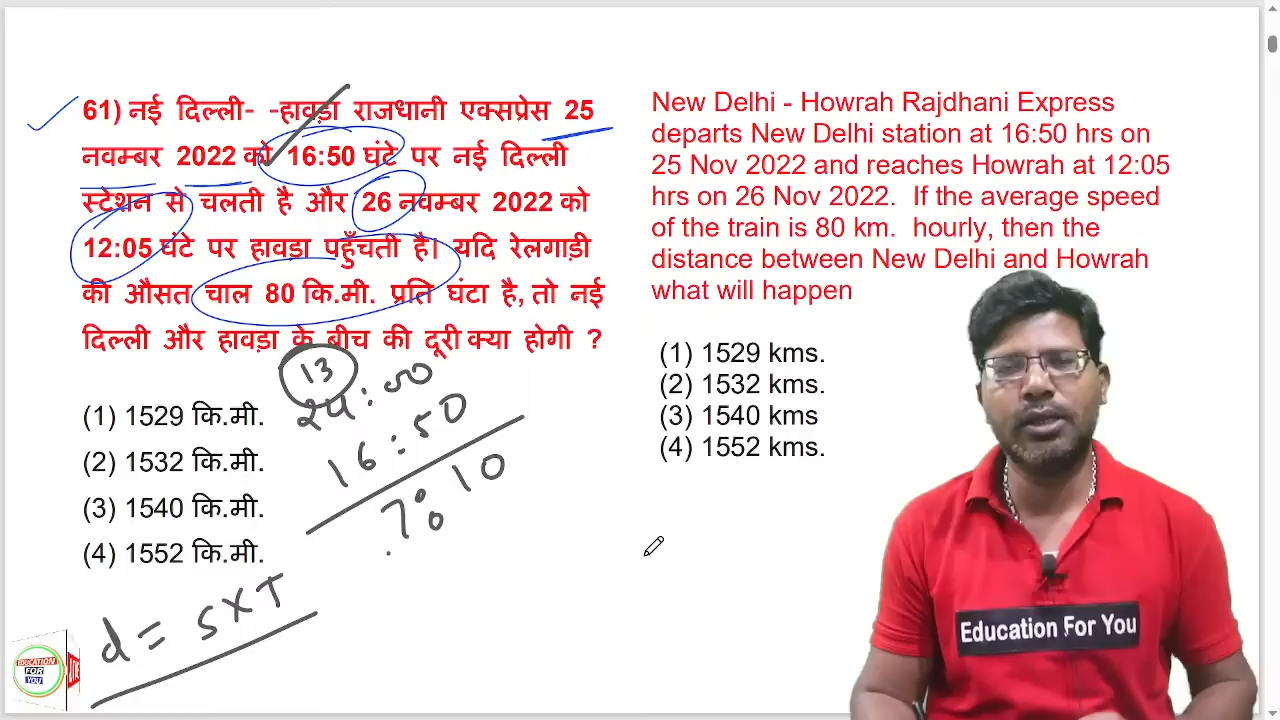 61) नई दिल्ली- -हावड़ा राजधानी एक्सप्रेस 25
नवम्बर 2022 को 16:50 घंटे पर नई दिल्ली
स्टेशन से चलती है और 26 नवम्बर 2022 को
12:05 घंटे पर हावडा पहुँचती है। यदि रेलगाड़ी
की औसत चाल 80 कि.मी. प्रति घंटा है, तो नई
दिल्ली और हावड़ा के बीच की दूरी क्या होगी ?
(1) 1529 कि.मी.
(2) 1532 कि.मी.
(3) 1540 कि.मी.
(4) 1552 कि.मी.
13
24:00
16:50
7:10
d = S X T
New Delhi - Howrah Rajdhani Express
departs New Delhi station at 16:50 hrs on
25 Nov 2022 and reaches Howrah at 12:05
hrs on 26 Nov 2022. If the average speed
of the train is 80 km. hourly, then the
distance between New Delhi and Howrah
what will happen
(1) 1529 kms.
(2) 1532 kms.
(3) 1540 kms
(4) 1552 kms.
Education For You
EDUCATION
FOR
YOU